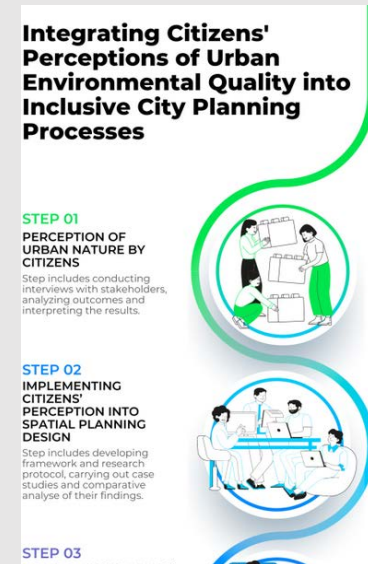 Integrating Citizens'
Perceptions of Urban
Environmental Quality into
Inclusive City Planning
Processes
STEP 01
PERCEPTION OF
URBAN NATURE BY
CITIZENS
Step includes conducting
interviews with stakeholders,
analyzing outcomes and
interpreting the results.
STEP 02
IMPLEMENTING
CITIZENS'
PERCEPTION INTO
SPATIAL PLANNING
DESIGN
Step includes developing
framework and research
protocol, carrying out case
studies and comparative
analyse of their findings.
STEP 03